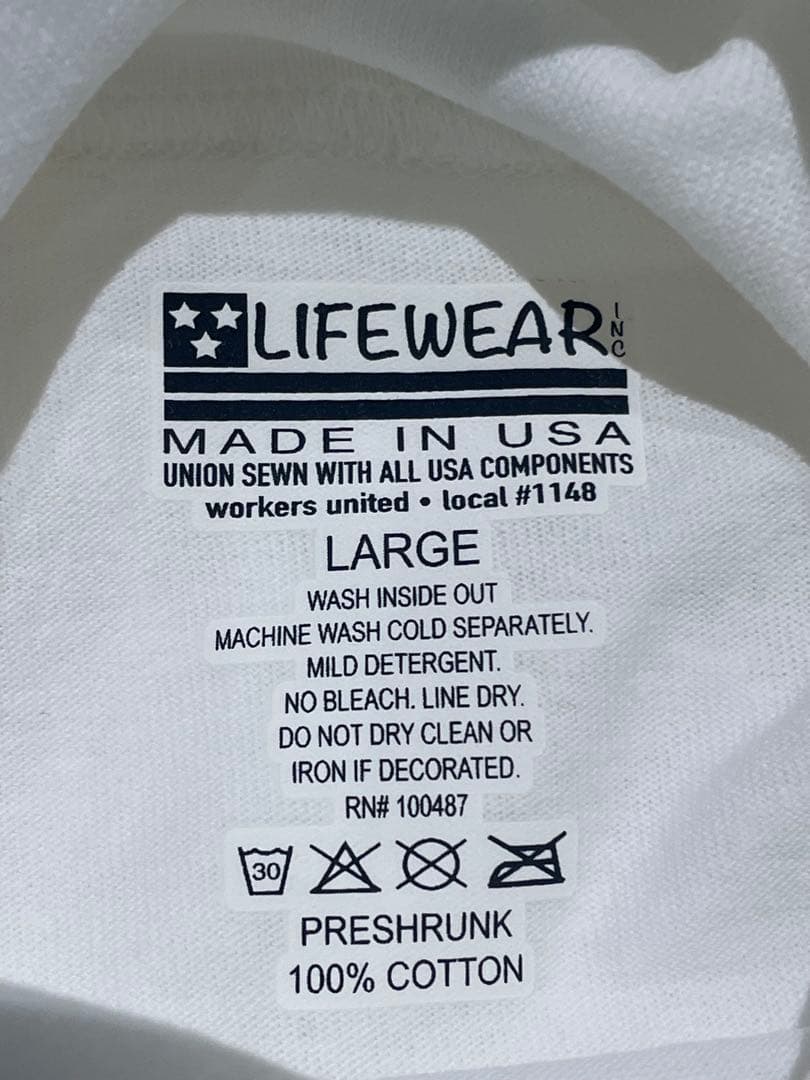 LIFEWEAR INC
MADE IN USA
UNION SEWN WITH ALL USA COMPONENTS
workers united • local #1148
LARGE
WASH INSIDE OUT
MACHINE WASH COLD SEPARATELY.
MILD DETERGENT.
NO BLEACH. LINE DRY.
DO NOT DRY CLEAN OR
IRON IF DECORATED.
RN# 100487
30
PRESHRUNK
100% COTTON